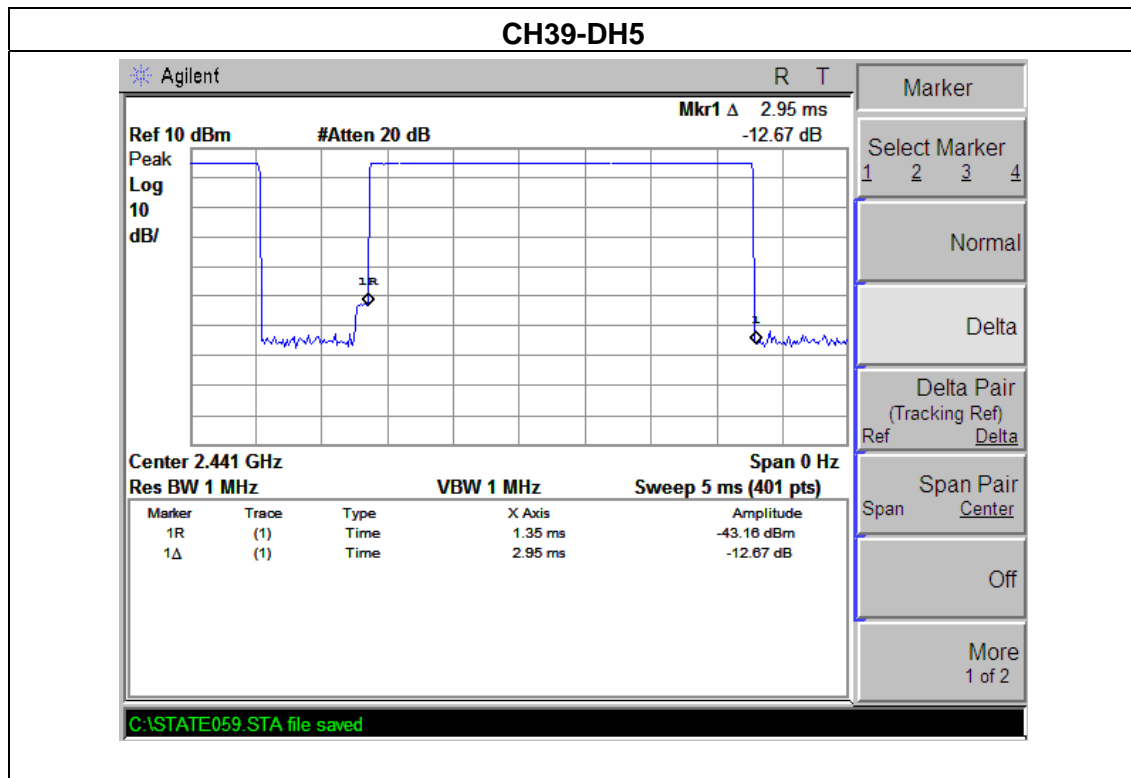 CH39-DH5
Agilent R T
Mkr1 Δ 2.95 ms
Ref 10 dBm #Atten 20 dB -12.67 dB
Peak
Log
10
dB/
1R
1
Center 2.441 GHz Span 0 Hz
Res BW 1 MHz VBW 1 MHz Sweep 5 ms (401 pts)
Marker Trace Type X Axis Amplitude
1R (1) Time 1.35 ms -43.16 dBm
1Δ (1) Time 2.95 ms -12.67 dB
C:\STATE059.STA file saved
Marker
Select Marker
1 2 3 4
Normal
Delta
Delta Pair
(Tracking Ref)
Ref Delta
Span Pair
Span Center
Off
More
1 of 2